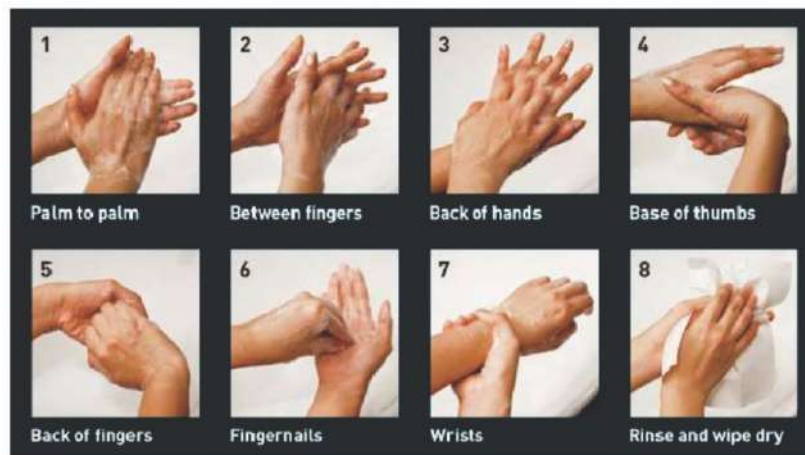 1
Palm to palm
2
Between fingers
3
Back of hands
4
Base of thumbs
5
Back of fingers
6
Fingernails
7
Wrists
8
Rinse and wipe dry